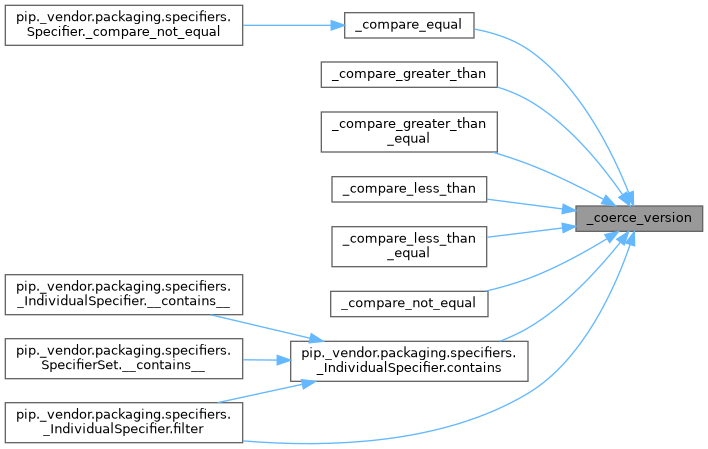 pip._vendor.packaging.specifiers.
Specifier._compare_not_equal
_compare_equal
_compare_greater_than
_compare_greater_than
_equal
_compare_less_than
_coerce_version
_compare_less_than
_equal
pip._vendor.packaging.specifiers.
_IndividualSpecifier.__contains__
_compare_not_equal
pip._vendor.packaging.specifiers.
SpecifierSet.__contains__
pip._vendor.packaging.specifiers.
_IndividualSpecifier.contains
pip._vendor.packaging.specifiers.
_IndividualSpecifier.filter